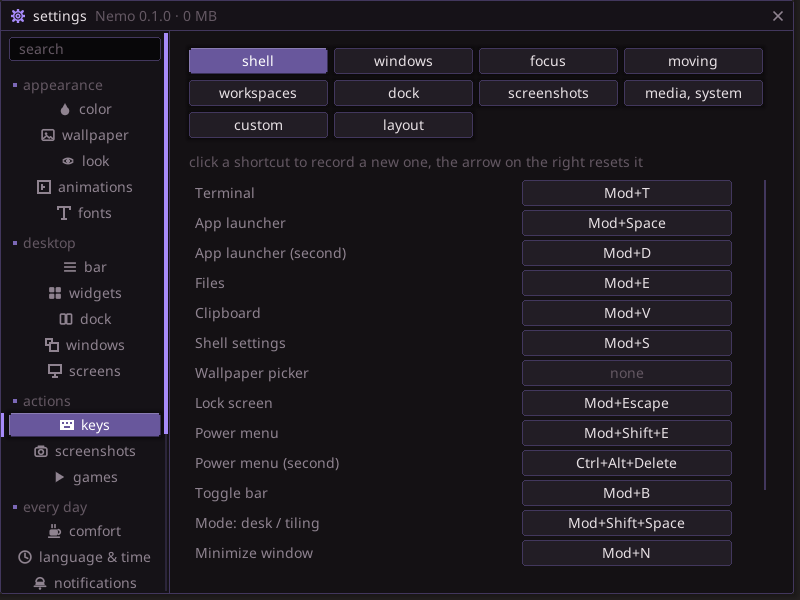 settings Nemo 0.1.0 · 0 MB
search
appearance
color
wallpaper
look
animations
fonts
desktop
bar
widgets
dock
windows
screens
actions
keys
screenshots
games
every day
comfort
language & time
notifications
shell windows focus moving
workspaces dock screenshots media, system
custom layout
click a shortcut to record a new one, the arrow on the right resets it
Terminal Mod+T
App launcher Mod+Space
App launcher (second) Mod+D
Files Mod+E
Clipboard Mod+V
Shell settings Mod+S
Wallpaper picker none
Lock screen Mod+Escape
Power menu Mod+Shift+E
Power menu (second) Ctrl+Alt+Delete
Toggle bar Mod+B
Mode: desk / tiling Mod+Shift+Space
Minimize window Mod+N